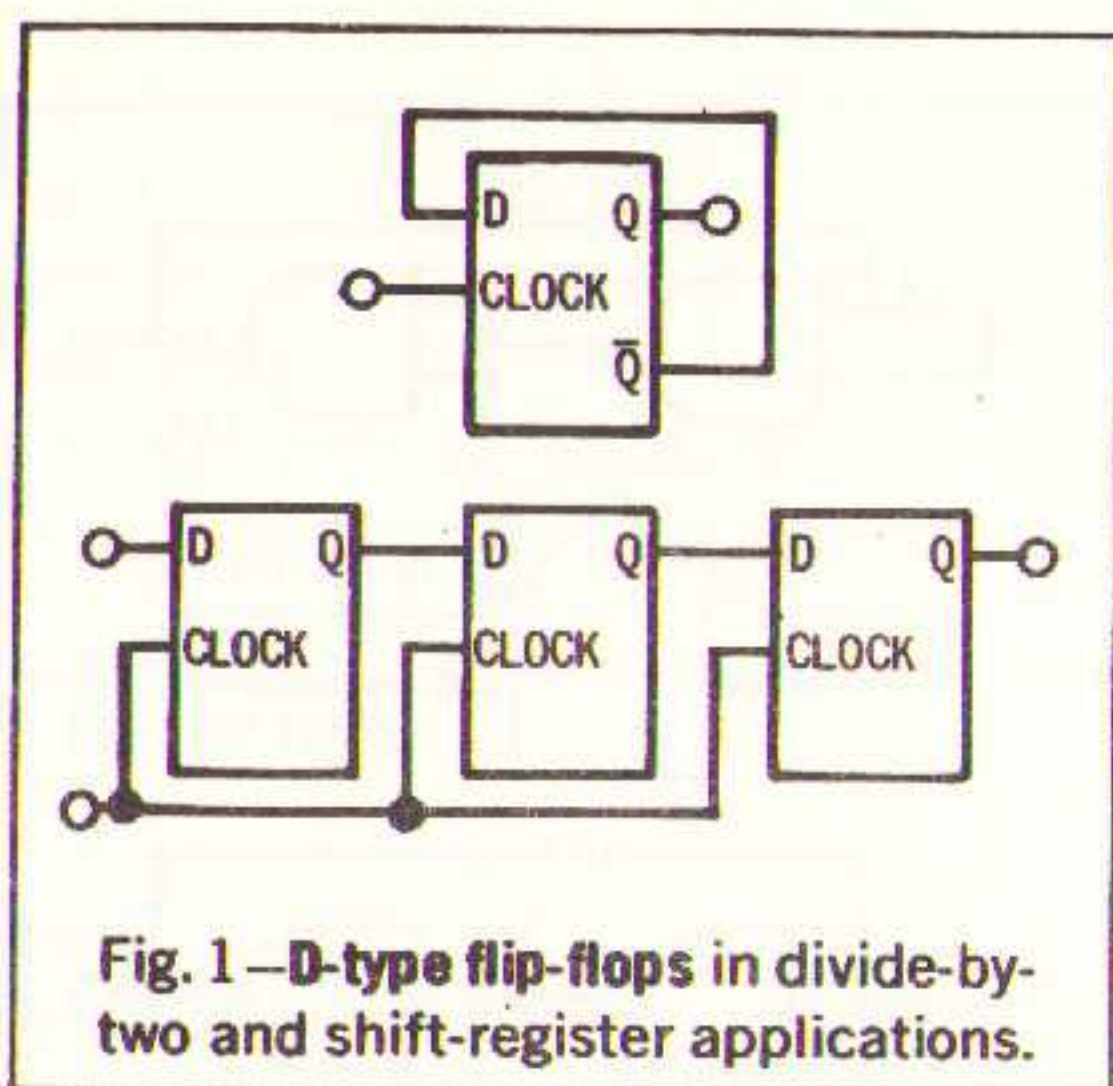 D Q
CLOCK
Q̅
D Q D Q D Q
CLOCK CLOCK CLOCK
Fig. 1—D-type flip-flops in divide-by-
two and shift-register applications.